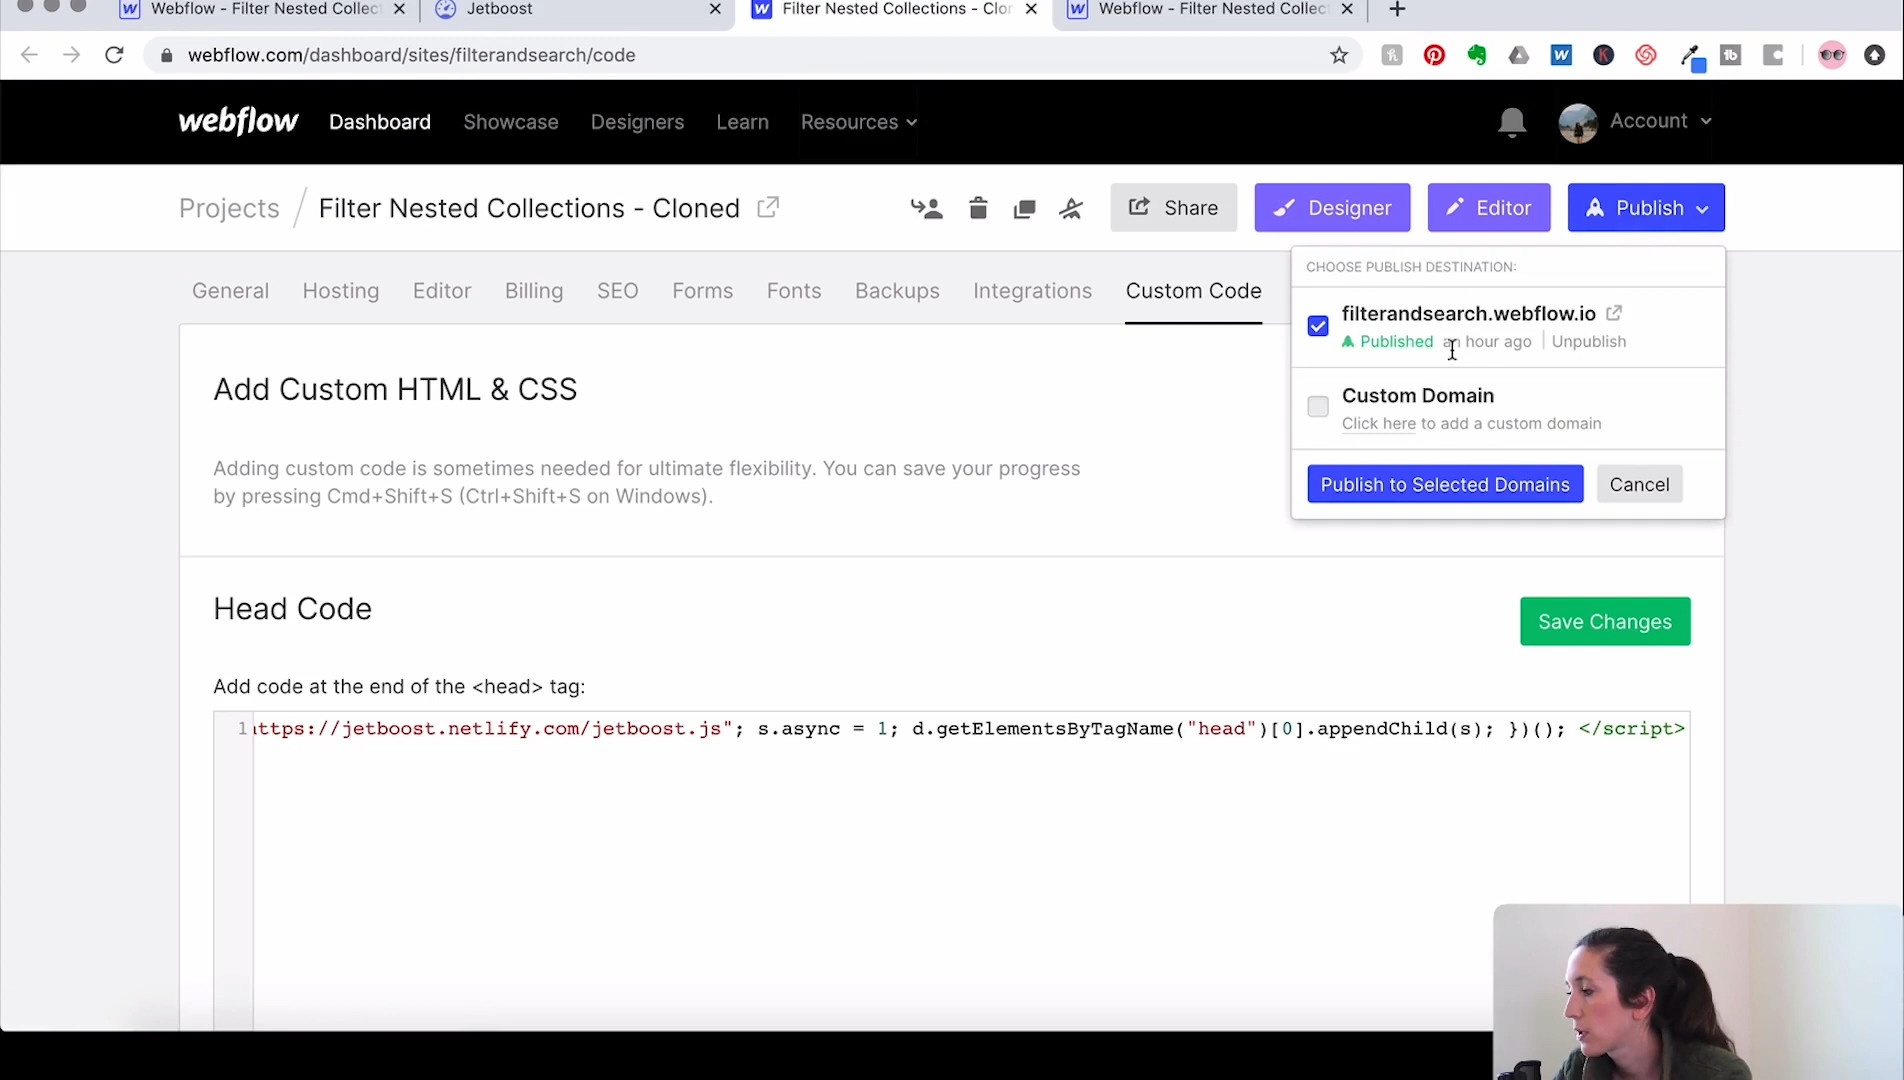 Webflow - Filter Nested Collect
Jetboost
Filter Nested Collections - Clon
Webflow - Filter Nested Collec
webflow.com/dashboard/sites/filterandsearch/code
webflow Dashboard Showcase Designers Learn Resources Account
Projects / Filter Nested Collections - Cloned Share Designer Editor Publish
CHOOSE PUBLISH DESTINATION:
General Hosting Editor Billing SEO Forms Fonts Backups Integrations Custom Code
filterandsearch.webflow.io
Published an hour ago | Unpublish
Custom Domain
Click here to add a custom domain
Publish to Selected Domains Cancel
Add Custom HTML & CSS
Adding custom code is sometimes needed for ultimate flexibility. You can save your progress
by pressing Cmd+Shift+S (Ctrl+Shift+S on Windows).
Head Code
Save Changes
Add code at the end of the <head> tag:
1 ttps://jetboost.netlify.com/jetboost.js"; s.async = 1; d.getElementsByTagName("head")[0].appendChild(s); })(); </script>